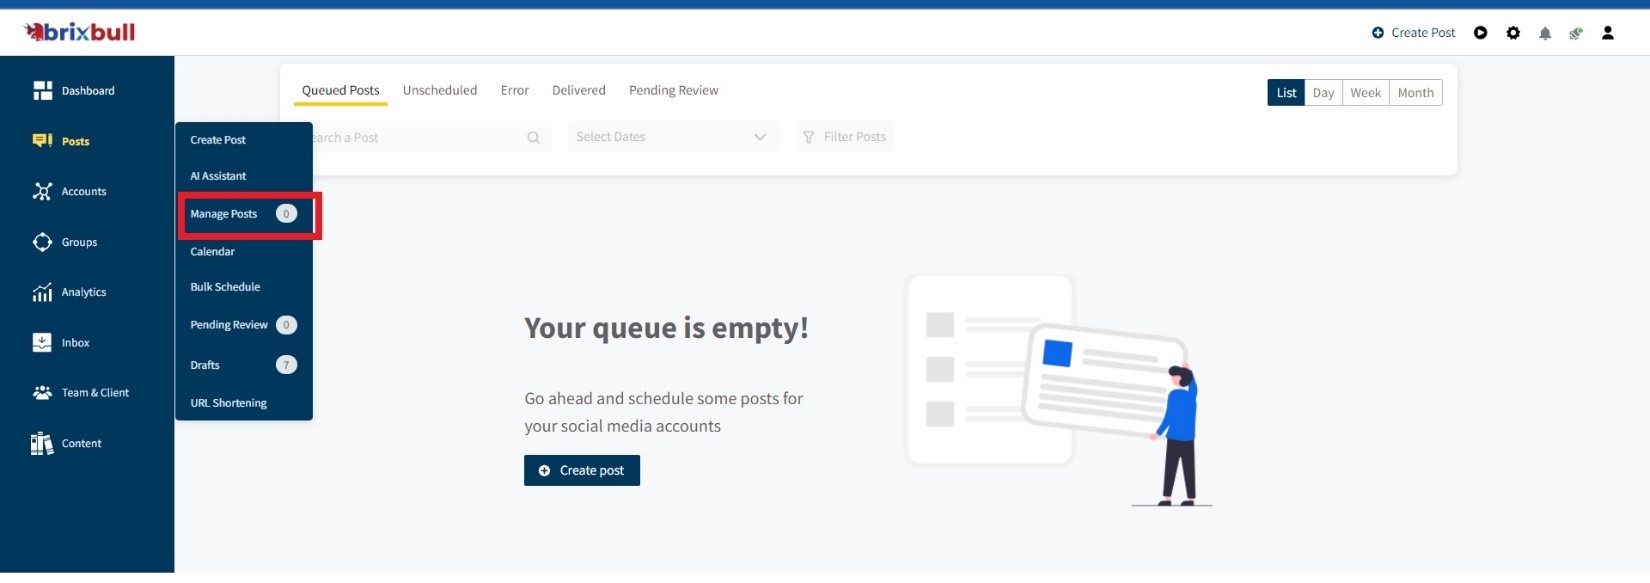 brixbull
Create Post
Dashboard
Posts
Accounts
Groups
Analytics
Inbox
Team & Client
Content
Create Post
AI Assistant
Manage Posts 0
Calendar
Bulk Schedule
Pending Review 0
Drafts 7
URL Shortening
Queued Posts Unscheduled Error Delivered Pending Review
List Day Week Month
a Post
Select Dates
Filter Posts
Your queue is empty!
Go ahead and schedule some posts for
your social media accounts
Create post